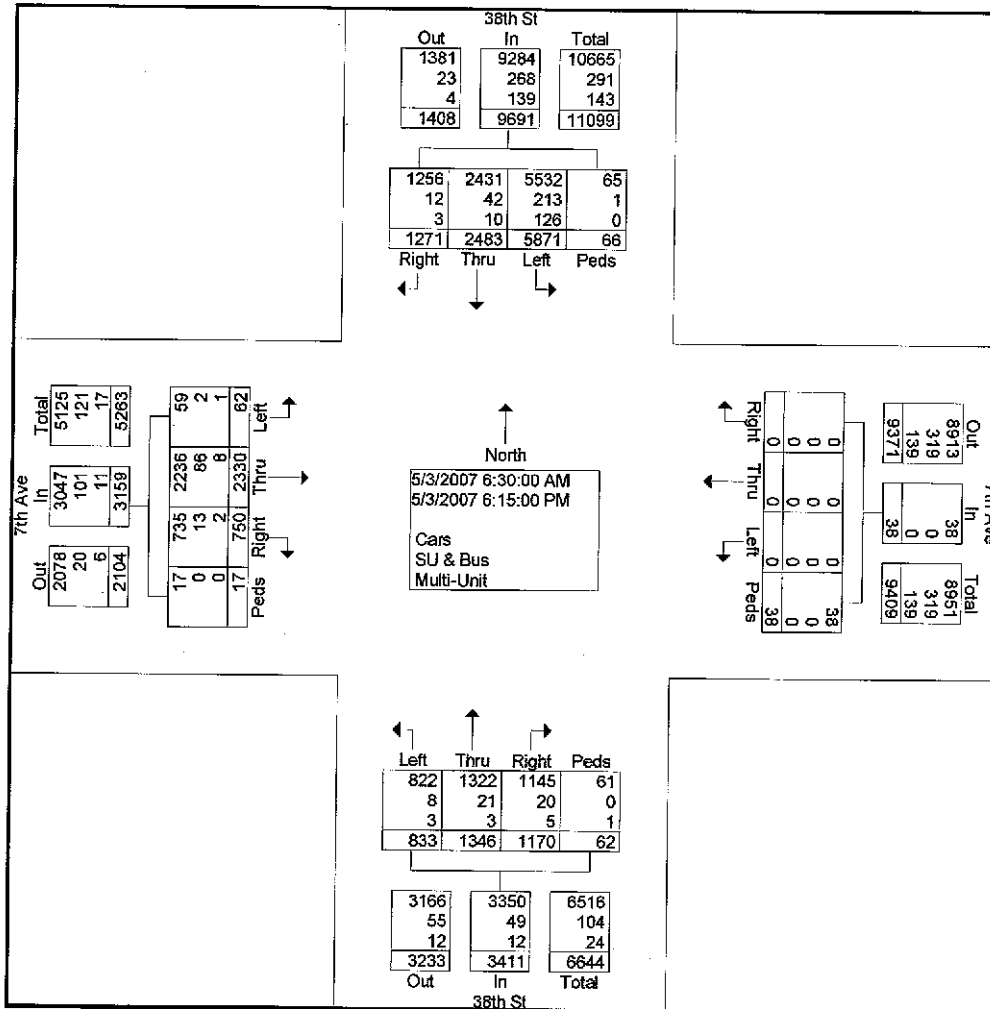 38th St
Out In Total
1381 9284 10665
23 268 291
4 139 143
1408 9691 11099
1256 2431 5532 65
12 42 213 1
3 10 126 0
1271 2483 5871 66
Right Thru Left Peds
7th Ave
Total In Out
5125 3047 2078
121 101 20
17 11 6
5263 3159 2104
59 2236 735 17
2 86 13 0
1 8 2 0
62 2330 750 17
Left Thru Right Peds
North
5/3/2007 6:30:00 AM
5/3/2007 6:15:00 PM
Cars
SU & Bus
Multi-Unit
Right Thru Left Peds
0 0 0 38
0 0 0 0
0 0 0 0
0 0 0 38
Out In Total
8913 38 8951
319 0 319
139 0 139
9371 38 9409
Ave
Left Thru Right Peds
822 1322 1145 61
8 21 20 0
3 3 5 1
833 1346 1170 62
3166 3350 6516
55 49 104
12 12 24
3233 3411 6644
Out In Total
38th St